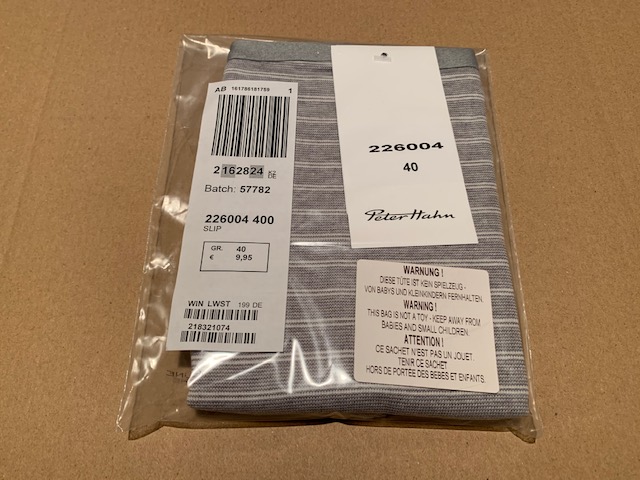 AB 161786181759 1
2162824 KZ DE
Batch: 57782
226004 400
SLIP
GR. 40
€ 9,95
WIN LWST 199 DE
218321074
226004
40
Peter Hahn
WARNUNG !
DIESE TÜTE IST KEIN SPIELZEUG -
VON BABYS UND KLEINKINDERN FERNHALTEN.
WARNING !
THIS BAG IS NOT A TOY - KEEP AWAY FROM
BABIES AND SMALL CHILDREN.
ATTENTION !
CE SACHET N'EST PAS UN JOUET.
TENIR CE SACHET
HORS DE PORTÉE DES BEBES ET ENFANTS.